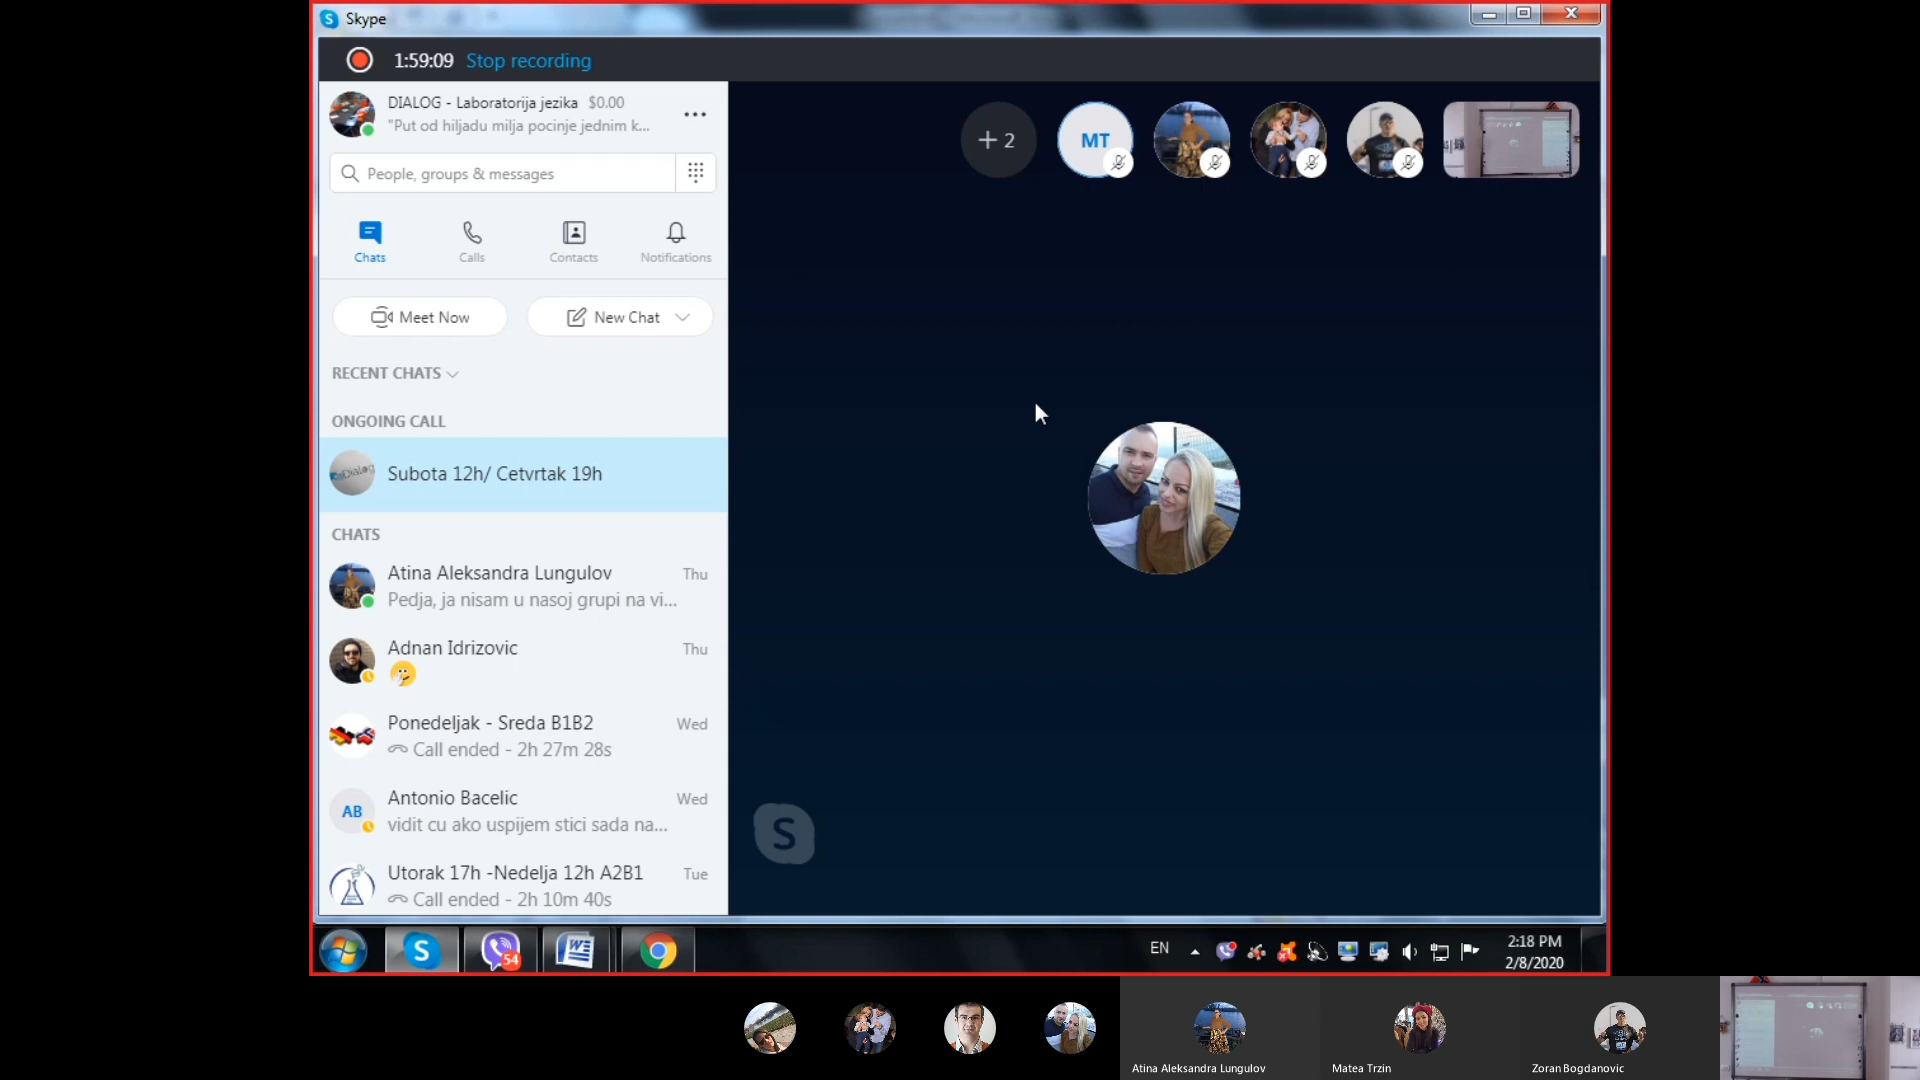 Skype
1:59:09 Stop recording
DIALOG - Laboratorija jezika $0.00
"Put od hiljadu milja pocinje jednim k...
People, groups & messages
Chats Calls Contacts Notifications
Meet Now New Chat
RECENT CHATS
ONGOING CALL
Subota 12h/ Cetvrtak 19h
CHATS
Atina Aleksandra Lungulov Thu
Pedja, ja nisam u nasoj grupi na vi...
Adnan Idrizovic Thu
Ponedeljak - Sreda B1B2 Wed
Call ended - 2h 27m 28s
AB
Antonio Bacelic Wed
vidit cu ako uspijem stici sada na...
Utorak 17h -Nedelja 12h A2B1 Tue
Call ended - 2h 10m 40s
+ 2
MT
S
54
EN
2:18 PM
2/8/2020
Atina Aleksandra Lungulov
Matea Trzin
Zoran Bogdanovic